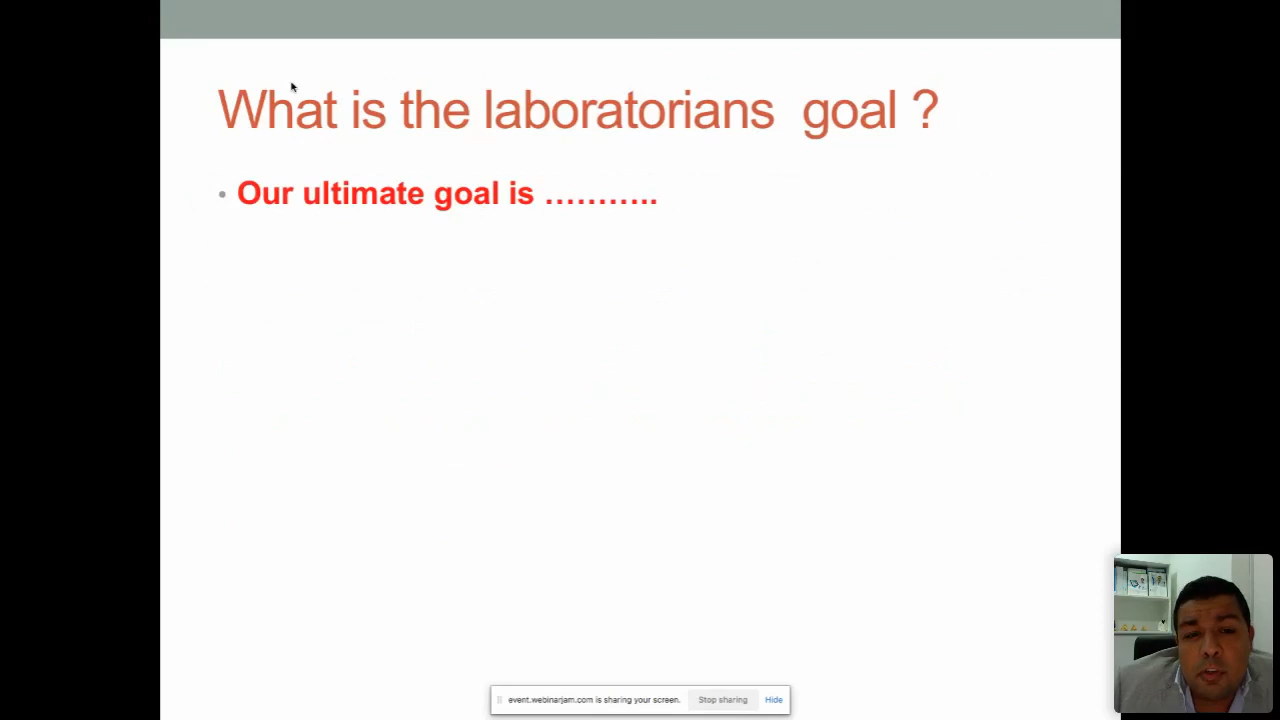 What is the laboratorians goal ?
• Our ultimate goal is ………..
event.webinarjam.com is sharing your screen. Stop sharing Hide